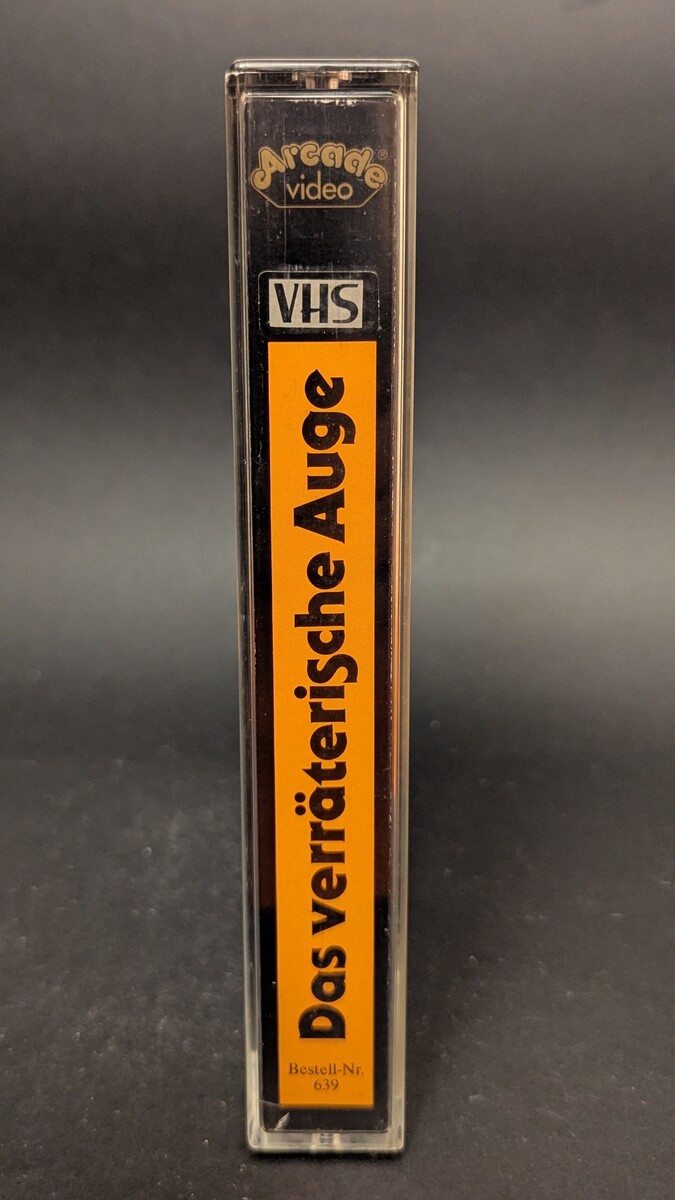 Arcade®
video
VHS
Das verräterische Auge
Bestell-Nr.
639